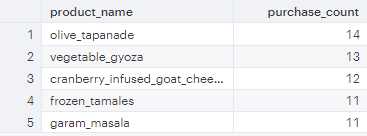 product_name purchase_count
1 olive_tapanade 14
2 vegetable_gyoza 13
3 cranberry_infused_goat_chee... 12
4 frozen_tamales 11
5 garam_masala 11